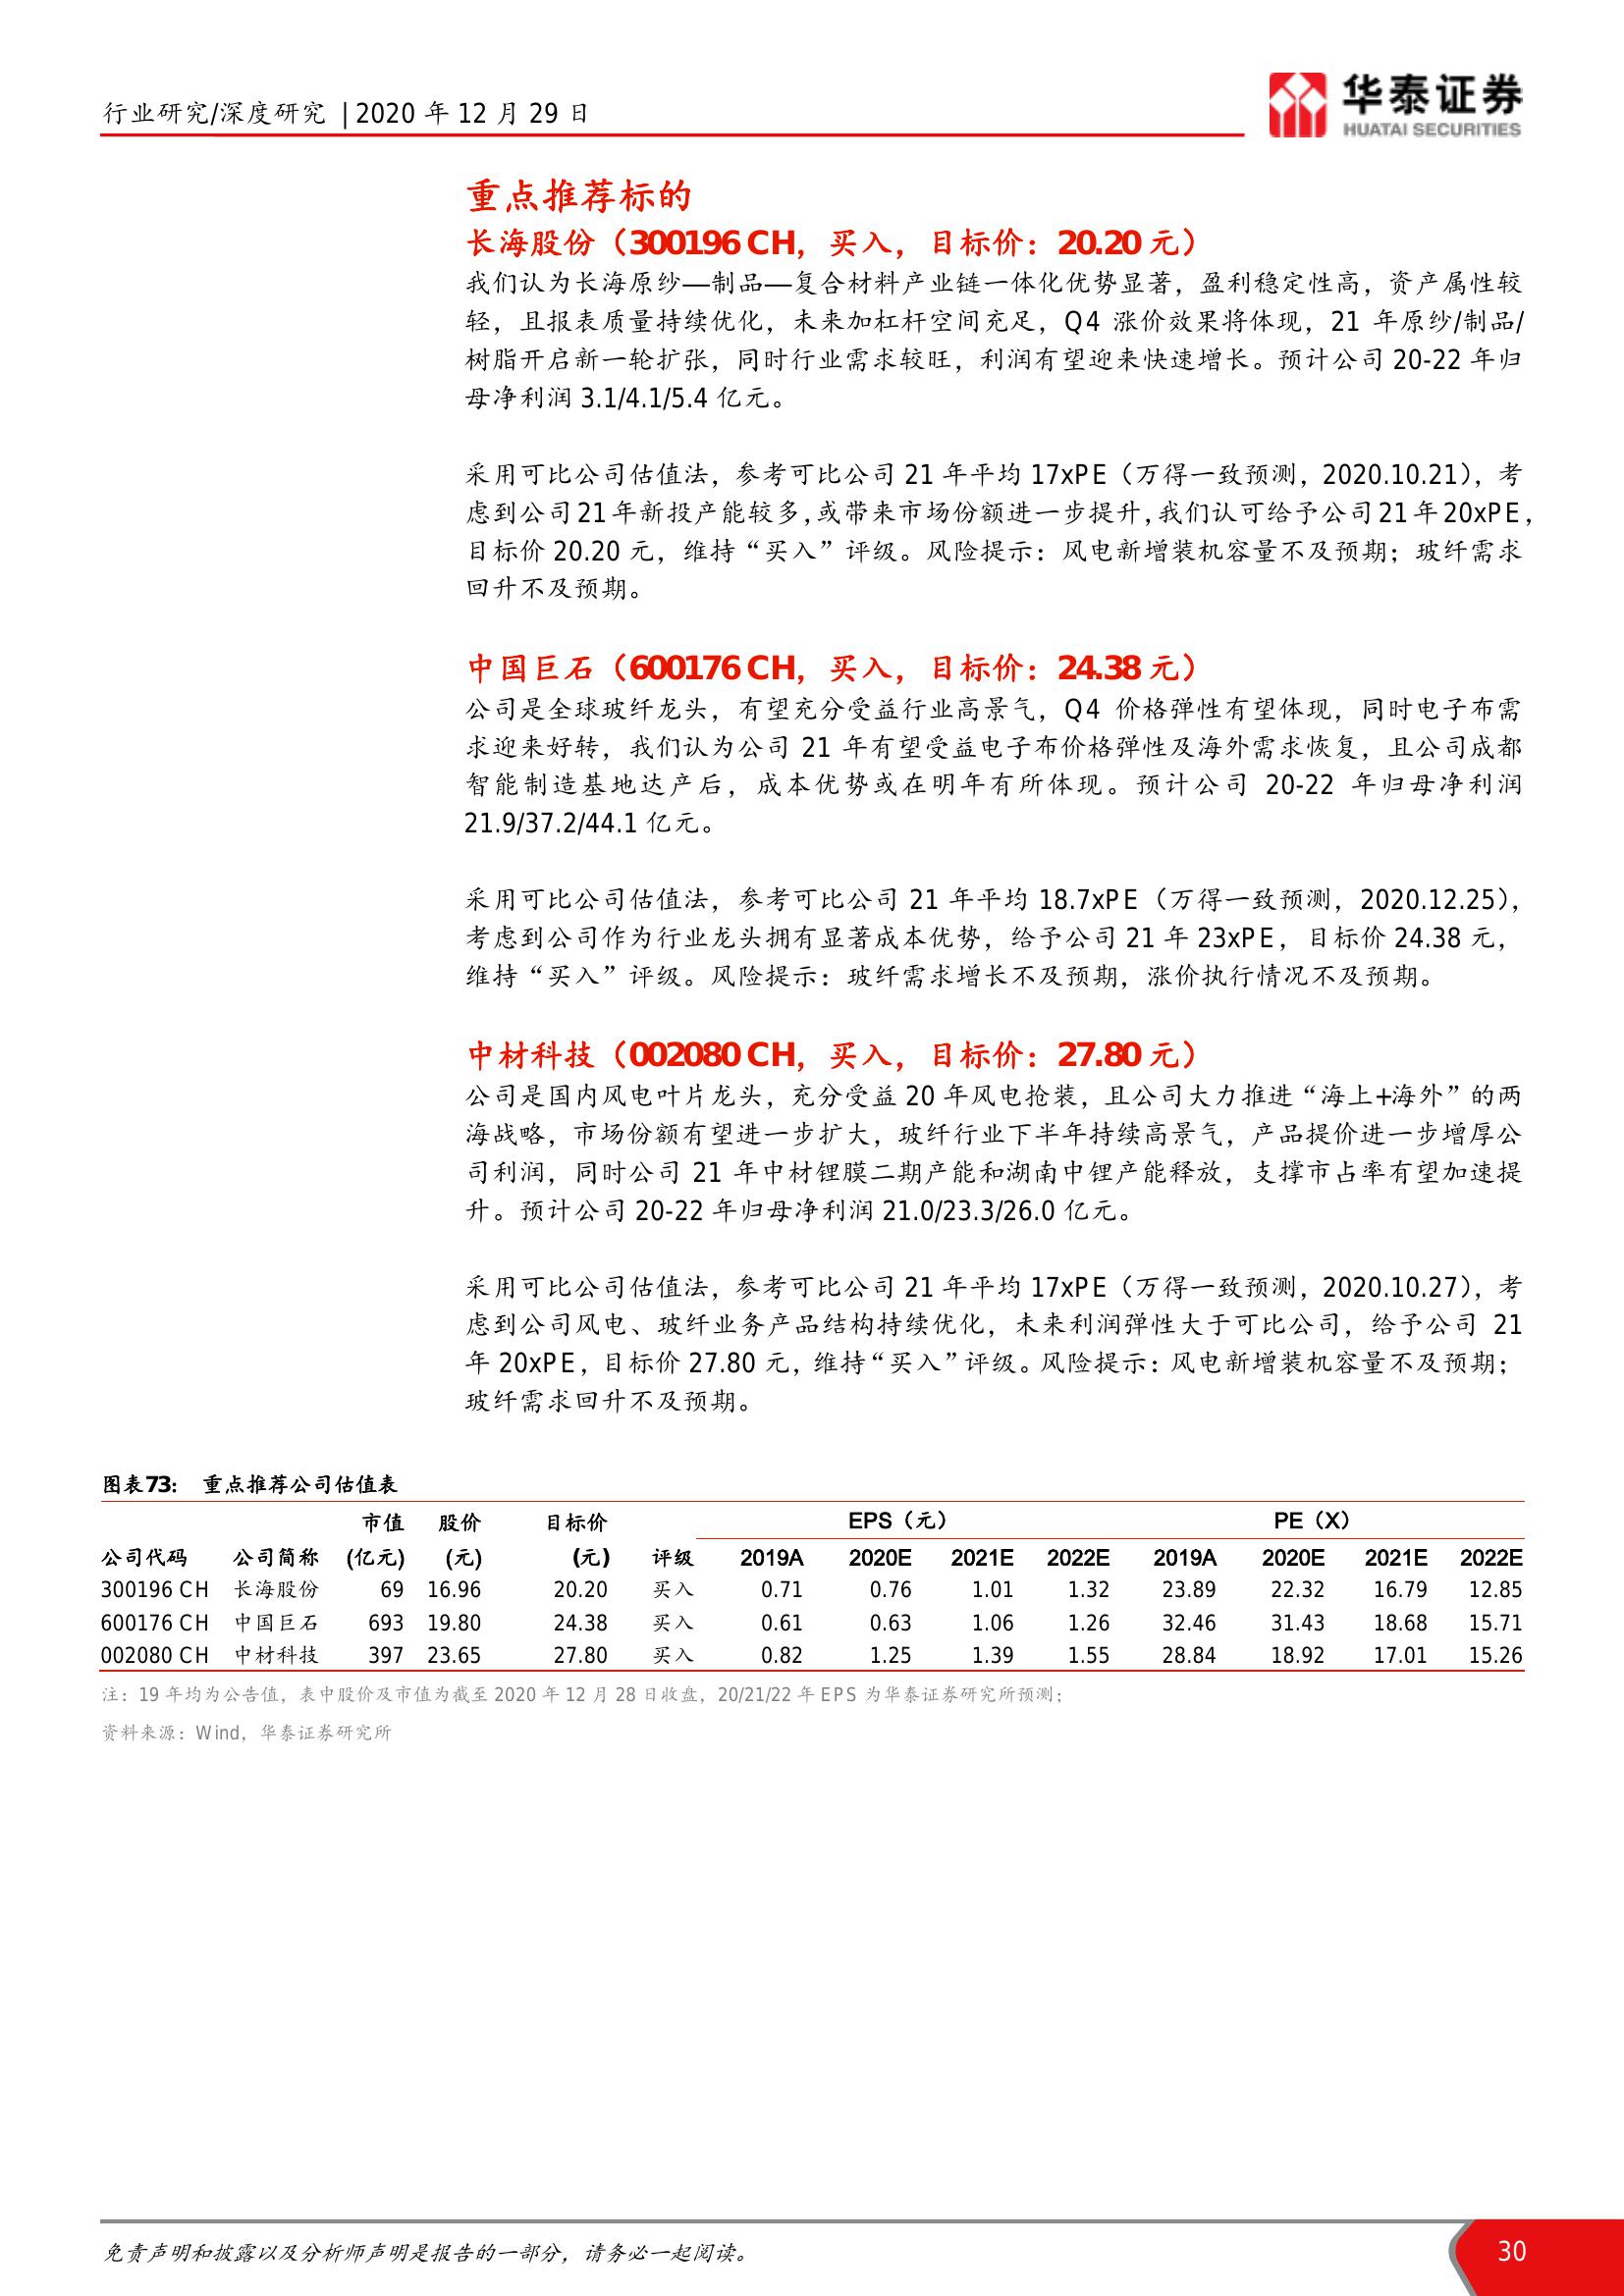 行业研究/深度研究 | 2020 年 12 月 29 日
华泰证券
HUATAI SECURITIES
重点推荐标的
长海股份（300196 CH，买入，目标价：20.20 元）
我们认为长海原纱—制品—复合材料产业链一体化优势显著，盈利稳定性高，资产属性较
轻，且报表质量持续优化，未来加杠杆空间充足，Q4 涨价效果将体现，21 年原纱/制品/
树脂开启新一轮扩张，同时行业需求较旺，利润有望迎来快速增长。预计公司 20-22 年归
母净利润 3.1/4.1/5.4 亿元。
采用可比公司估值法，参考可比公司 21 年平均 17xPE（万得一致预测，2020.10.21），考
虑到公司 21 年新投产能较多，或带来市场份额进一步提升，我们认可给予公司 21 年 20xPE，
目标价 20.20 元，维持“买入”评级。风险提示：风电新增装机容量不及预期；玻纤需求
回升不及预期。
中国巨石（600176 CH，买入，目标价：24.38 元）
公司是全球玻纤龙头，有望充分受益行业高景气，Q4 价格弹性有望体现，同时电子布需
求迎来好转，我们认为公司 21 年有望受益电子布价格弹性及海外需求恢复，且公司成都
智能制造基地达产后，成本优势或在明年有所体现。预计公司 20-22 年归母净利润
21.9/37.2/44.1 亿元。
采用可比公司估值法，参考可比公司 21 年平均 18.7xPE（万得一致预测，2020.12.25），
考虑到公司作为行业龙头拥有显著成本优势，给予公司 21 年 23xPE，目标价 24.38 元，
维持“买入”评级。风险提示：玻纤需求增长不及预期，涨价执行情况不及预期。
中材科技（002080 CH，买入，目标价：27.80 元）
公司是国内风电叶片龙头，充分受益 20 年风电抢装，且公司大力推进“海上+海外”的两
海战略，市场份额有望进一步扩大，玻纤行业下半年持续高景气，产品提价进一步增厚公
司利润，同时公司 21 年中材锂膜二期产能和湖南中锂产能释放，支撑市占率有望加速提
升。预计公司 20-22 年归母净利润 21.0/23.3/26.0 亿元。
采用可比公司估值法，参考可比公司 21 年平均 17xPE（万得一致预测，2020.10.27），考
虑到公司风电、玻纤业务产品结构持续优化，未来利润弹性大于可比公司，给予公司 21
年 20xPE，目标价 27.80 元，维持“买入”评级。风险提示：风电新增装机容量不及预期；
玻纤需求回升不及预期。
图表73： 重点推荐公司估值表
市值 股价 目标价 EPS（元） PE（X）
公司代码 公司简称 (亿元) (元) (元) 评级 2019A 2020E 2021E 2022E 2019A 2020E 2021E 2022E
300196 CH 长海股份 69 16.96 20.20 买入 0.71 0.76 1.01 1.32 23.89 22.32 16.79 12.85
600176 CH 中国巨石 693 19.80 24.38 买入 0.61 0.63 1.06 1.26 32.46 31.43 18.68 15.71
002080 CH 中材科技 397 23.65 27.80 买入 0.82 1.25 1.39 1.55 28.84 18.92 17.01 15.26
注：19 年均为公告值，表中股价及市值为截至 2020 年 12 月 28 日收盘，20/21/22 年 EPS 为华泰证券研究所预测；
资料来源：Wind，华泰证券研究所
免责声明和披露以及分析师声明是报告的一部分，请务必一起阅读。
30